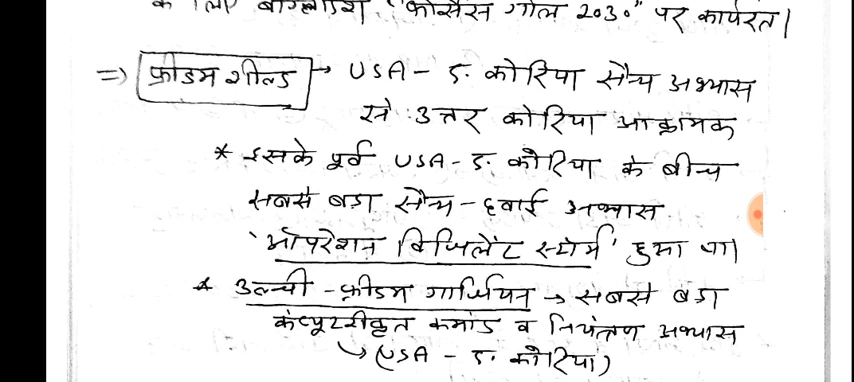 के लिए बांग्लादेश "फोर्सेस गोल 2030" पर कार्यरत।
=> फ्रीडम शील्ड → USA - द. कोरिया सैन्य अभ्यास
से उत्तर कोरिया आक्रामक
* इसके पूर्व USA - द. कोरिया के बीच
सबसे बड़ा सैन्य - हवाई अभ्यास
'ऑपरेशन विजिलेंट स्टॉर्म' हुआ था।
* उल्ची - फ्रीडम गार्जियन → सबसे बड़ा
कंप्यूटरीकृत कमांड व नियंत्रण अभ्यास
↳ (USA - द. कोरिया)